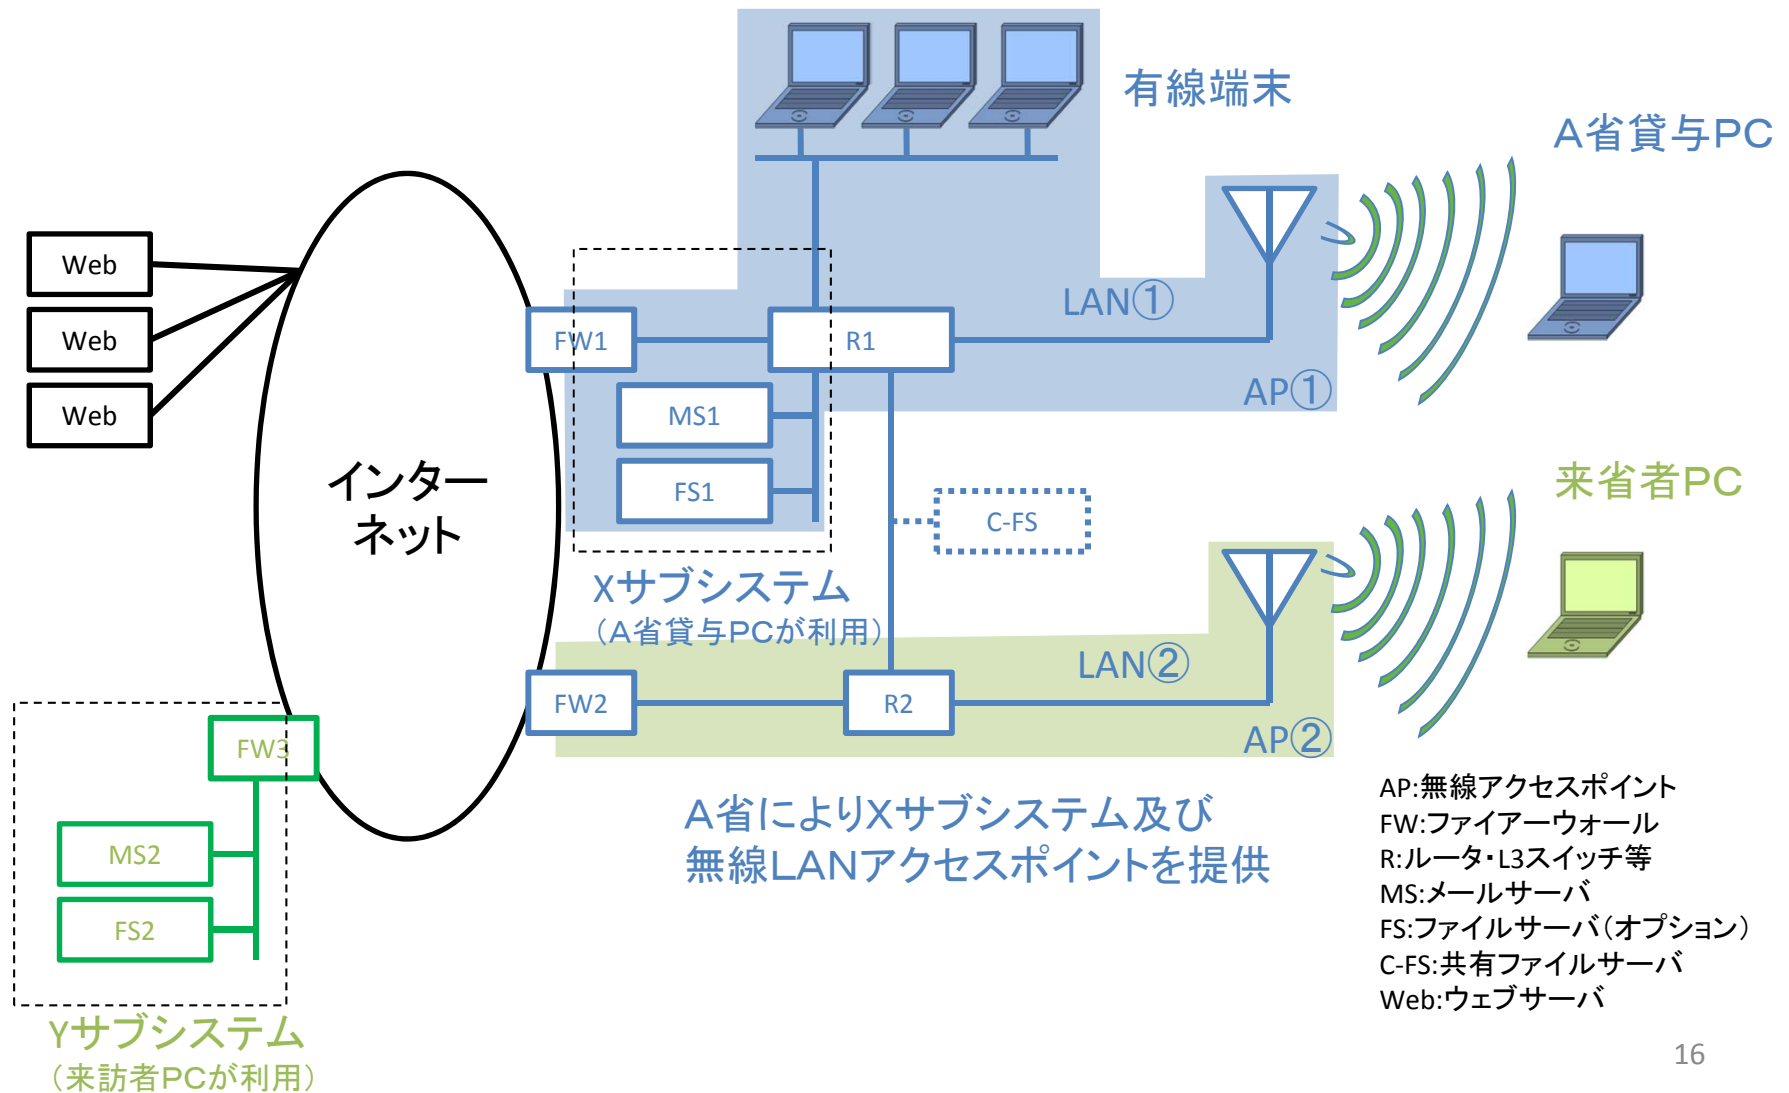 有線端末
A省貸与PC
Web
Web
Web
インター
ネット
FW1
R1
LAN①
AP①
MS1
FS1
C-FS
来省者PC
Xサブシステム
（A省貸与PCが利用）
LAN②
FW2
R2
AP②
FW3
MS2
FS2
Yサブシステム
（来訪者PCが利用）
A省によりXサブシステム及び
無線LANアクセスポイントを提供
AP:無線アクセスポイント
FW:ファイアーウォール
R:ルータ・L3スイッチ等
MS:メールサーバ
FS:ファイルサーバ（オプション）
C-FS:共有ファイルサーバ
Web:ウェブサーバ
16